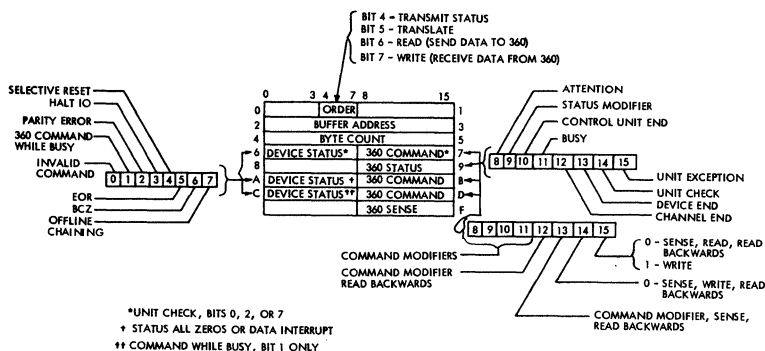 BIT 4 - TRANSMIT STATUS
BIT 5 - TRANSLATE
BIT 6 - READ (SEND DATA TO 360)
BIT 7 - WRITE (RECEIVE DATA FROM 360)
SELECTIVE RESET
HALT IO
PARITY ERROR
360 COMMAND
WHILE BUSY
INVALID
COMMAND
0 1 2 3 4 5 6 7
EOR
BCZ
OFFLINE
CHAINING
0 3 4 7 8 15
0 ORDER 1
2 BUFFER ADDRESS 3
4 BYTE COUNT 5
6 DEVICE STATUS* 360 COMMAND* 7
8 360 STATUS 9
A DEVICE STATUS † 360 COMMAND B
C DEVICE STATUS†† 360 COMMAND D
360 SENSE F
ATTENTION
STATUS MODIFIER
CONTROL UNIT END
BUSY
8 9 10 11 12 13 14 15
UNIT EXCEPTION
UNIT CHECK
DEVICE END
CHANNEL END
8 9 10 11 12 13 14 15
COMMAND MODIFIERS
COMMAND MODIFIER
READ BACKWARDS
0 - SENSE, READ, READ
BACKWARDS
1 - WRITE
0 - SENSE, WRITE, READ
BACKWARDS
COMMAND MODIFIER, SENSE,
READ BACKWARDS
*UNIT CHECK, BITS 0, 2, OR 7
† STATUS ALL ZEROS OR DATA INTERRUPT
†† COMMAND WHILE BUSY, BIT 1 ONLY